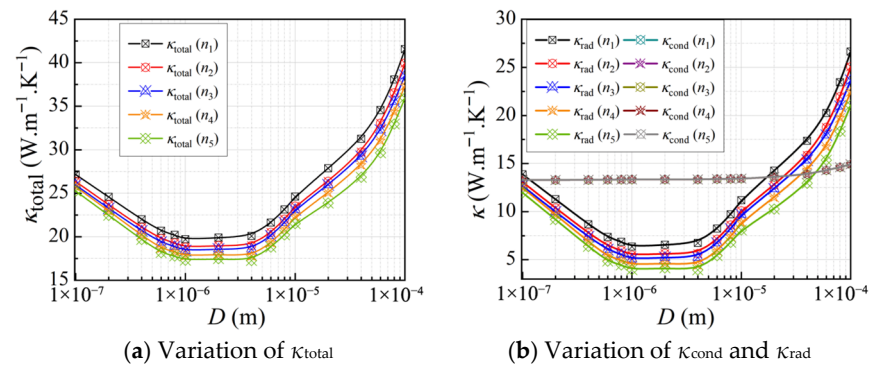 κtotal (W.m⁻¹.K⁻¹)
45
40
35
30
25
20
15
κtotal (n₁)
κtotal (n₂)
κtotal (n₃)
κtotal (n₄)
κtotal (n₅)
1×10⁻⁷ 1×10⁻⁶ 1×10⁻⁵ 1×10⁻⁴
D (m)
(a) Variation of κtotal
κ (W.m⁻¹.K⁻¹)
30
25
20
15
10
5
κrad (n₁) κcond (n₁)
κrad (n₂) κcond (n₂)
κrad (n₃) κcond (n₃)
κrad (n₄) κcond (n₄)
κrad (n₅) κcond (n₅)
1×10⁻⁷ 1×10⁻⁶ 1×10⁻⁵ 1×10⁻⁴
D (m)
(b) Variation of κcond and κrad